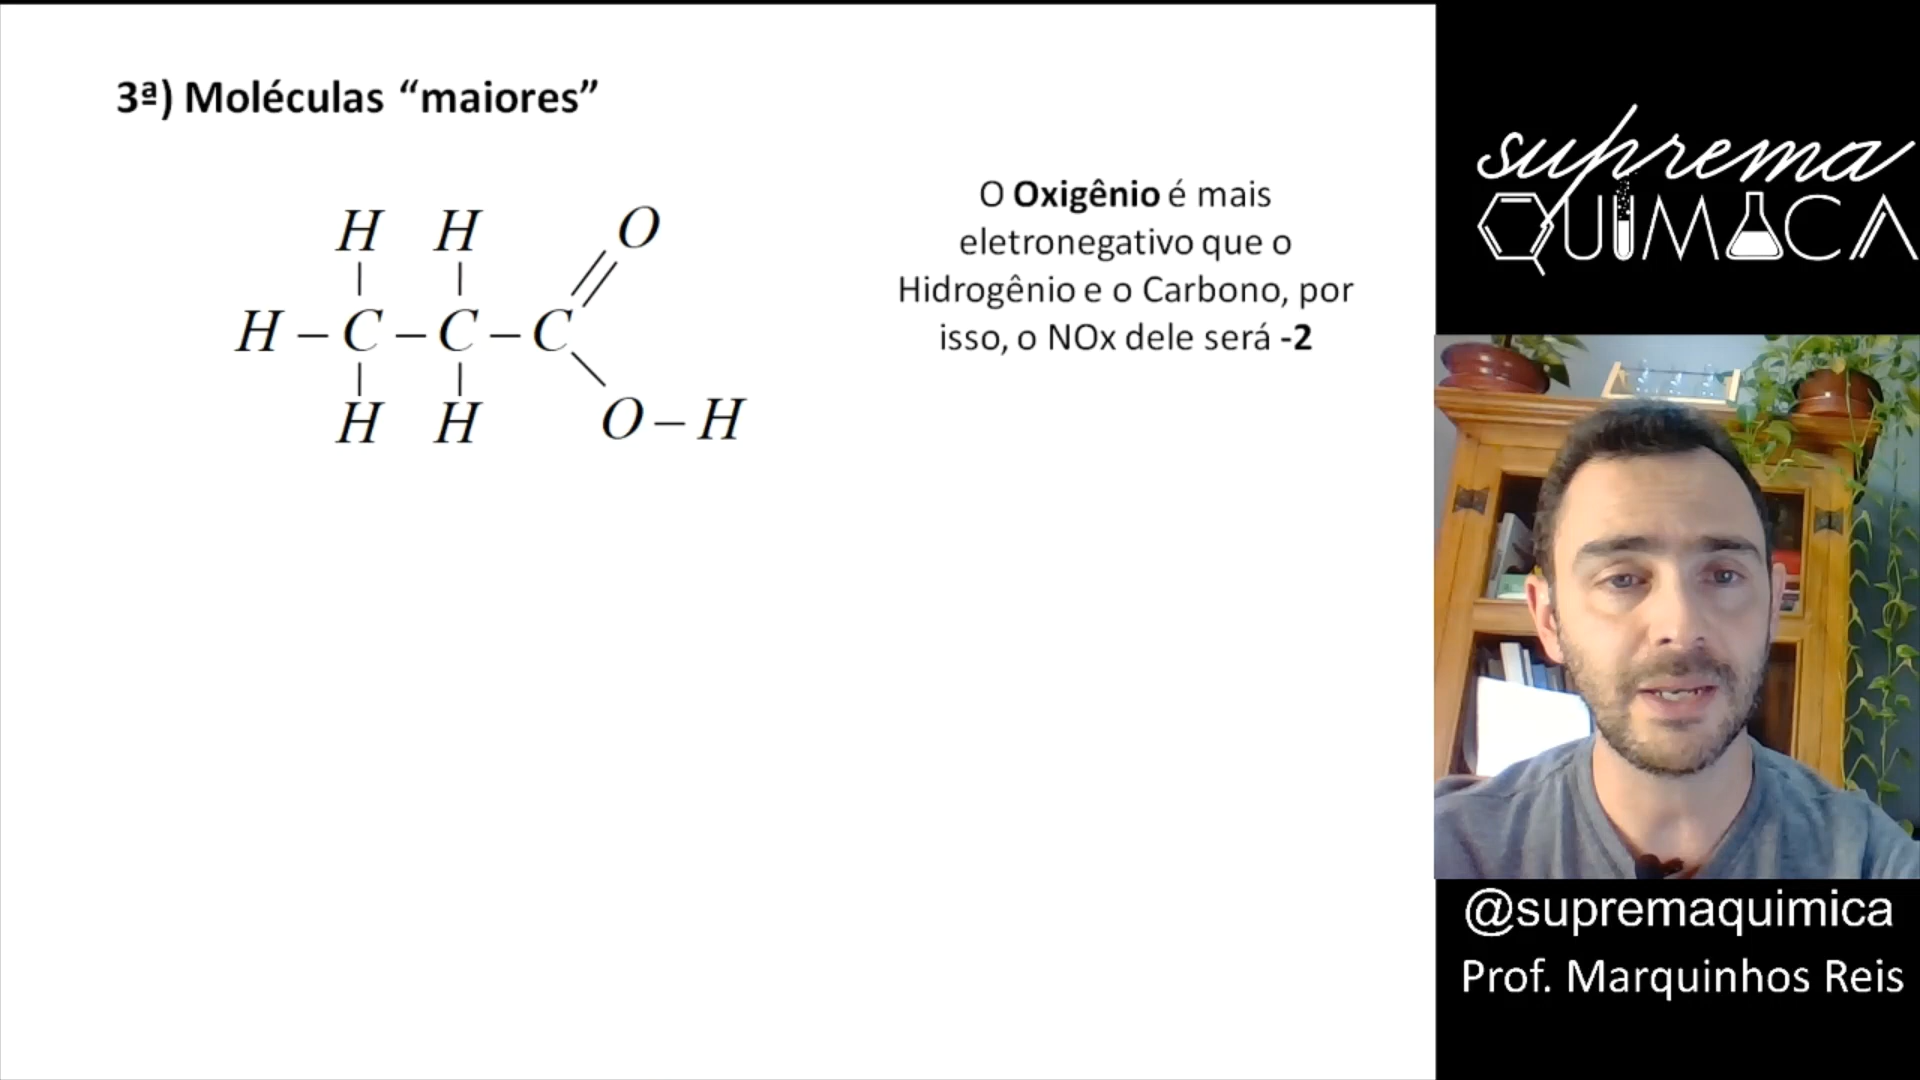 3ª) Moléculas “maiores”
H H O
H – C – C – C
H H O – H
O Oxigênio é mais
eletronegativo que o
Hidrogênio e o Carbono, por
isso, o NOx dele será -2
suprema
QUÍMICA
@supremaquimica
Prof. Marquinhos Reis